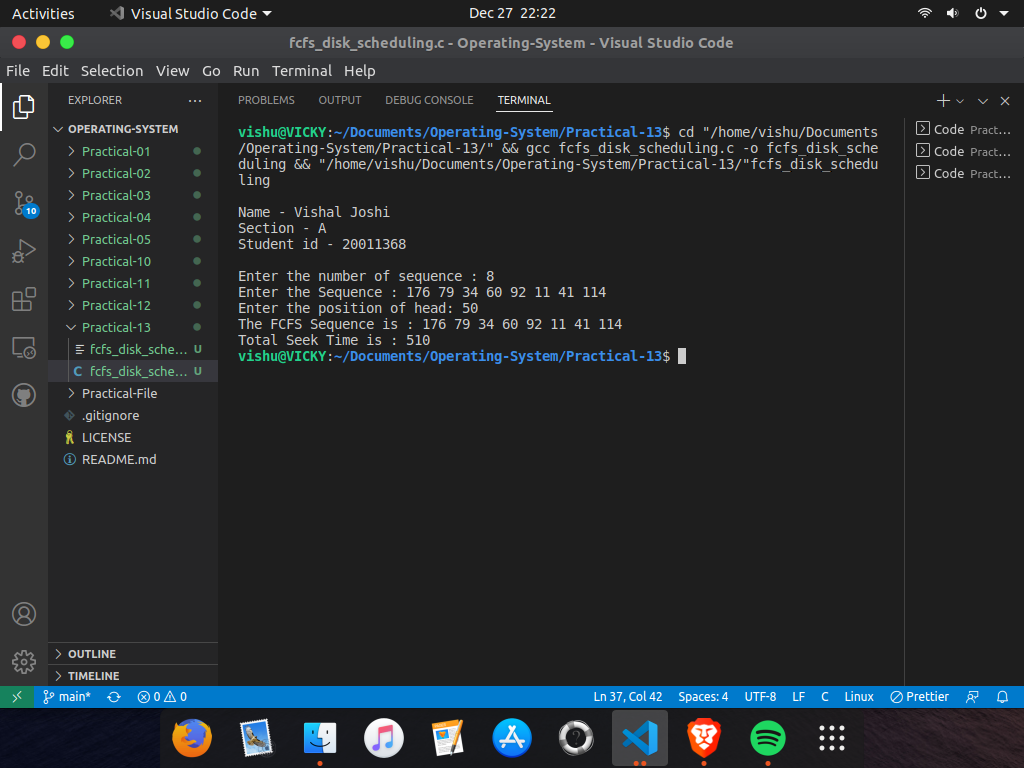 Activities Visual Studio Code Dec 27 22:22
fcfs_disk_scheduling.c - Operating-System - Visual Studio Code
File Edit Selection View Go Run Terminal Help
EXPLORER ...
PROBLEMS OUTPUT DEBUG CONSOLE TERMINAL
OPERATING-SYSTEM
Practical-01
Practical-02
Practical-03
Practical-04
Practical-05
Practical-10
Practical-11
Practical-12
Practical-13
fcfs_disk_sche... U
C fcfs_disk_sche... U
Practical-File
.gitignore
LICENSE
README.md
10
OUTLINE
TIMELINE
vishu@VICKY:~/Documents/Operating-System/Practical-13$ cd "/home/vishu/Documents
/Operating-System/Practical-13/" && gcc fcfs_disk_scheduling.c -o fcfs_disk_sche
duling && "/home/vishu/Documents/Operating-System/Practical-13/"fcfs_disk_schedu
ling
Name - Vishal Joshi
Section - A
Student id - 20011368
Enter the number of sequence : 8
Enter the Sequence : 176 79 34 60 92 11 41 114
Enter the position of head: 50
The FCFS Sequence is : 176 79 34 60 92 11 41 114
Total Seek Time is : 510
vishu@VICKY:~/Documents/Operating-System/Practical-13$
Code Pract...
Code Pract...
Code Pract...
main* 0 0 Ln 37, Col 42 Spaces: 4 UTF-8 LF C Linux Prettier